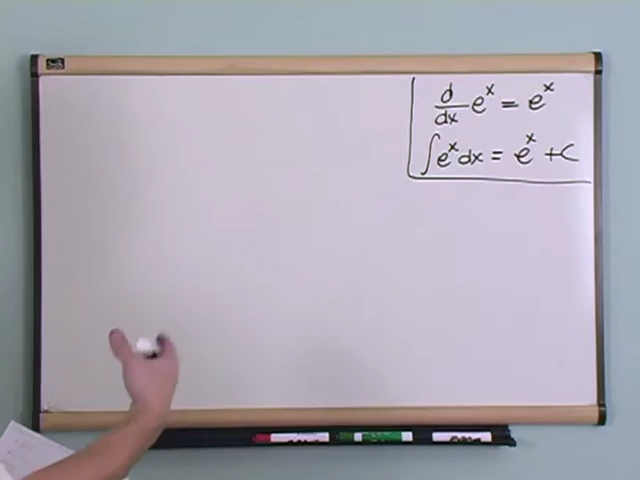 d/dx e^x = e^x
∫e^x dx = e^x + C